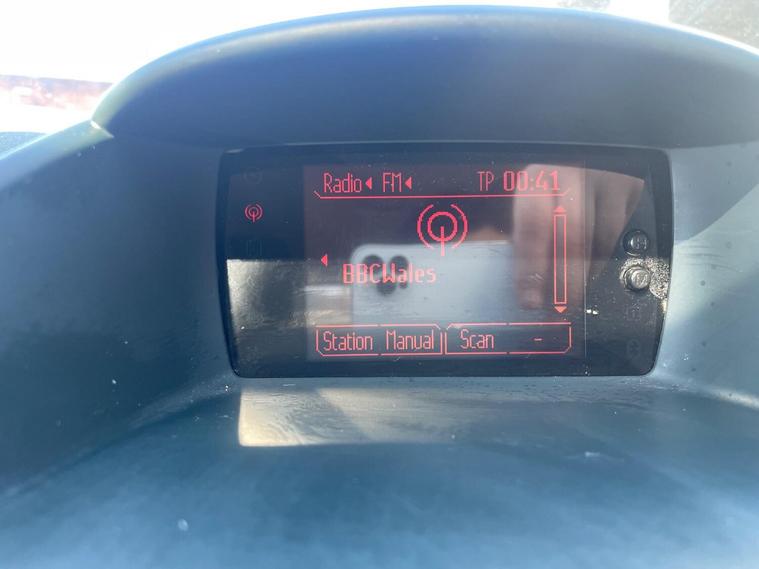 Radio FM TP 00:41
BBCWales
Station Manual Scan -